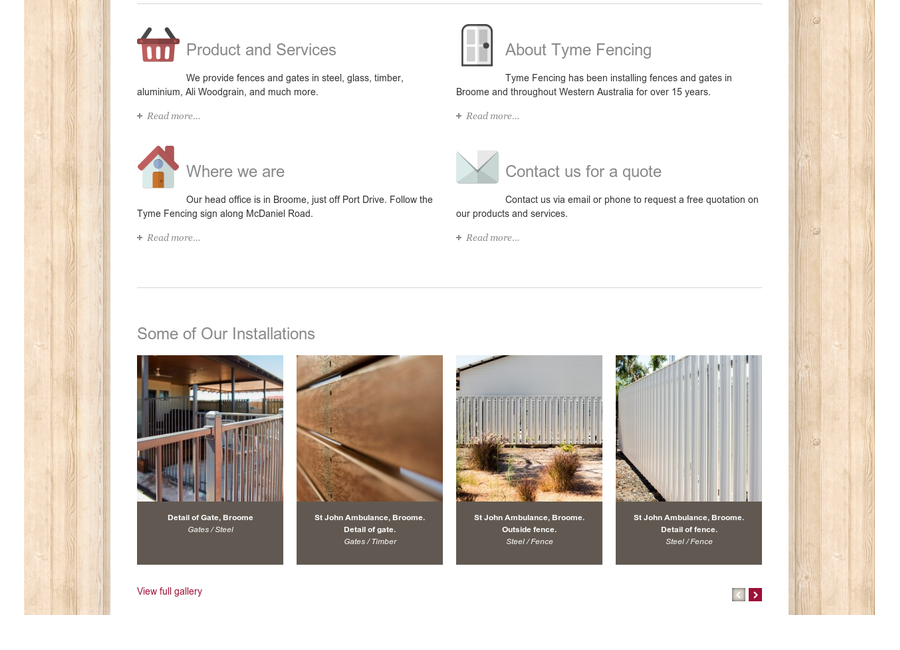 Product and Services
We provide fences and gates in steel, glass, timber,
aluminium, Ali Woodgrain, and much more.
+ Read more...
About Tyme Fencing
Tyme Fencing has been installing fences and gates in
Broome and throughout Western Australia for over 15 years.
+ Read more...
Where we are
Our head office is in Broome, just off Port Drive. Follow the
Tyme Fencing sign along McDaniel Road.
+ Read more...
Contact us for a quote
Contact us via email or phone to request a free quotation on
our products and services.
+ Read more...
Some of Our Installations
Detail of Gate, Broome
Gates / Steel
St John Ambulance, Broome.
Detail of gate.
Gates / Timber
St John Ambulance, Broome.
Outside fence.
Steel / Fence
St John Ambulance, Broome.
Detail of fence.
Steel / Fence
View full gallery